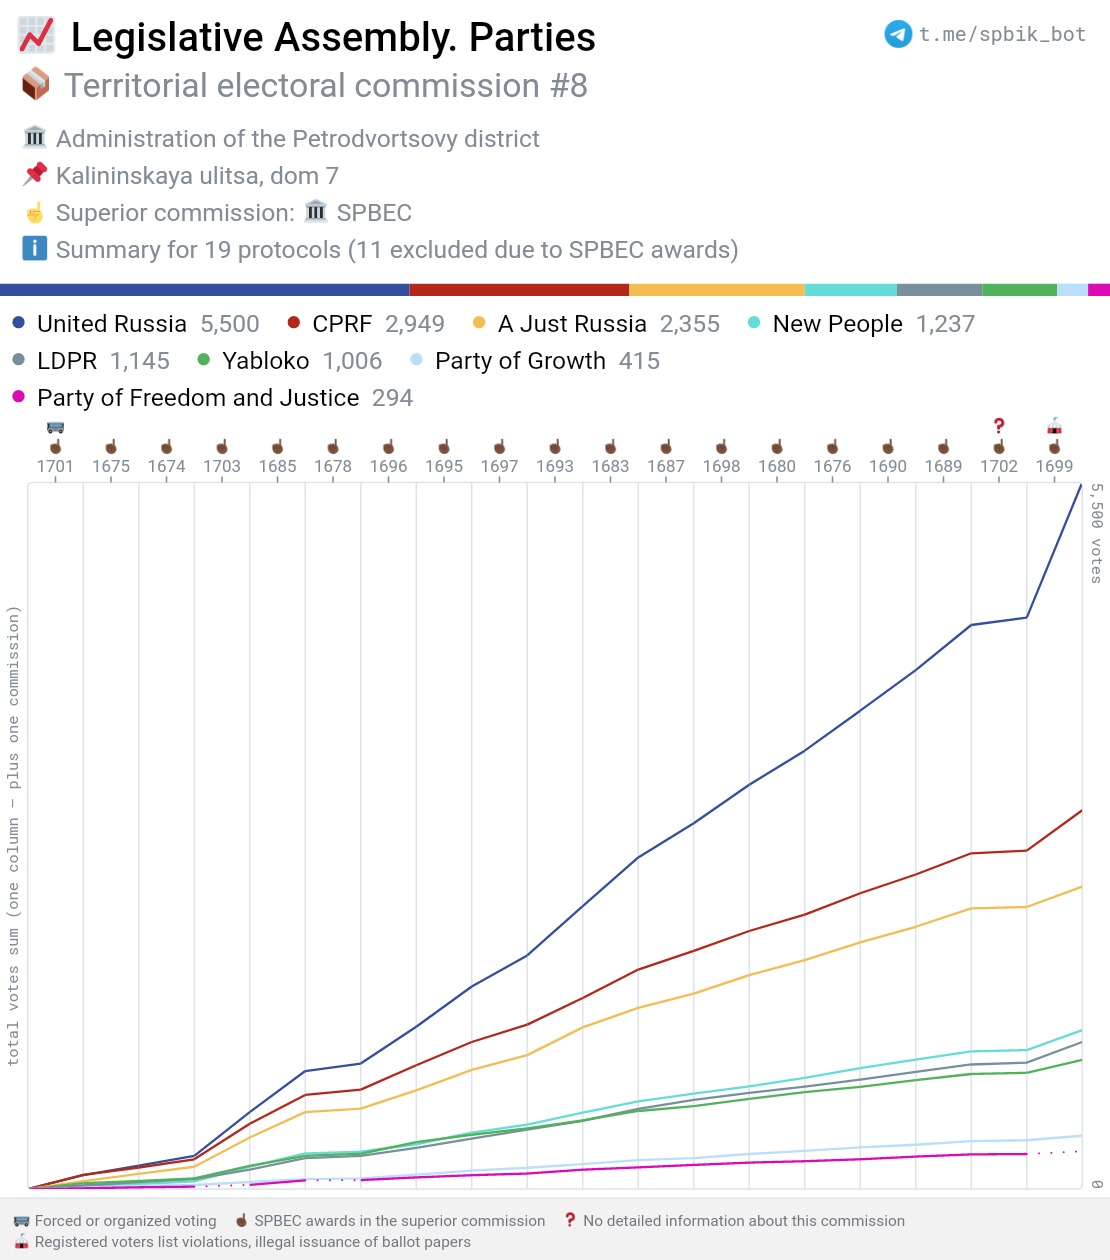 Legislative Assembly. Parties
t.me/spbik_bot
Territorial electoral commission #8
Administration of the Petrodvortsovy district
Kalininskaya ulitsa, dom 7
Superior commission: SPBEC
Summary for 19 protocols (11 excluded due to SPBEC awards)
United Russia 5,500 CPRF 2,949 A Just Russia 2,355 New People 1,237
LDPR 1,145 Yabloko 1,006 Party of Growth 415
Party of Freedom and Justice 294
1701 1675 1674 1703 1685 1678 1696 1695 1697 1693 1683 1687 1698 1680 1676 1690 1689 1702 1699
5,500 votes
total votes sum (one column – plus one commission)
0
Forced or organized voting SPBEC awards in the superior commission ? No detailed information about this commission
Registered voters list violations, illegal issuance of ballot papers